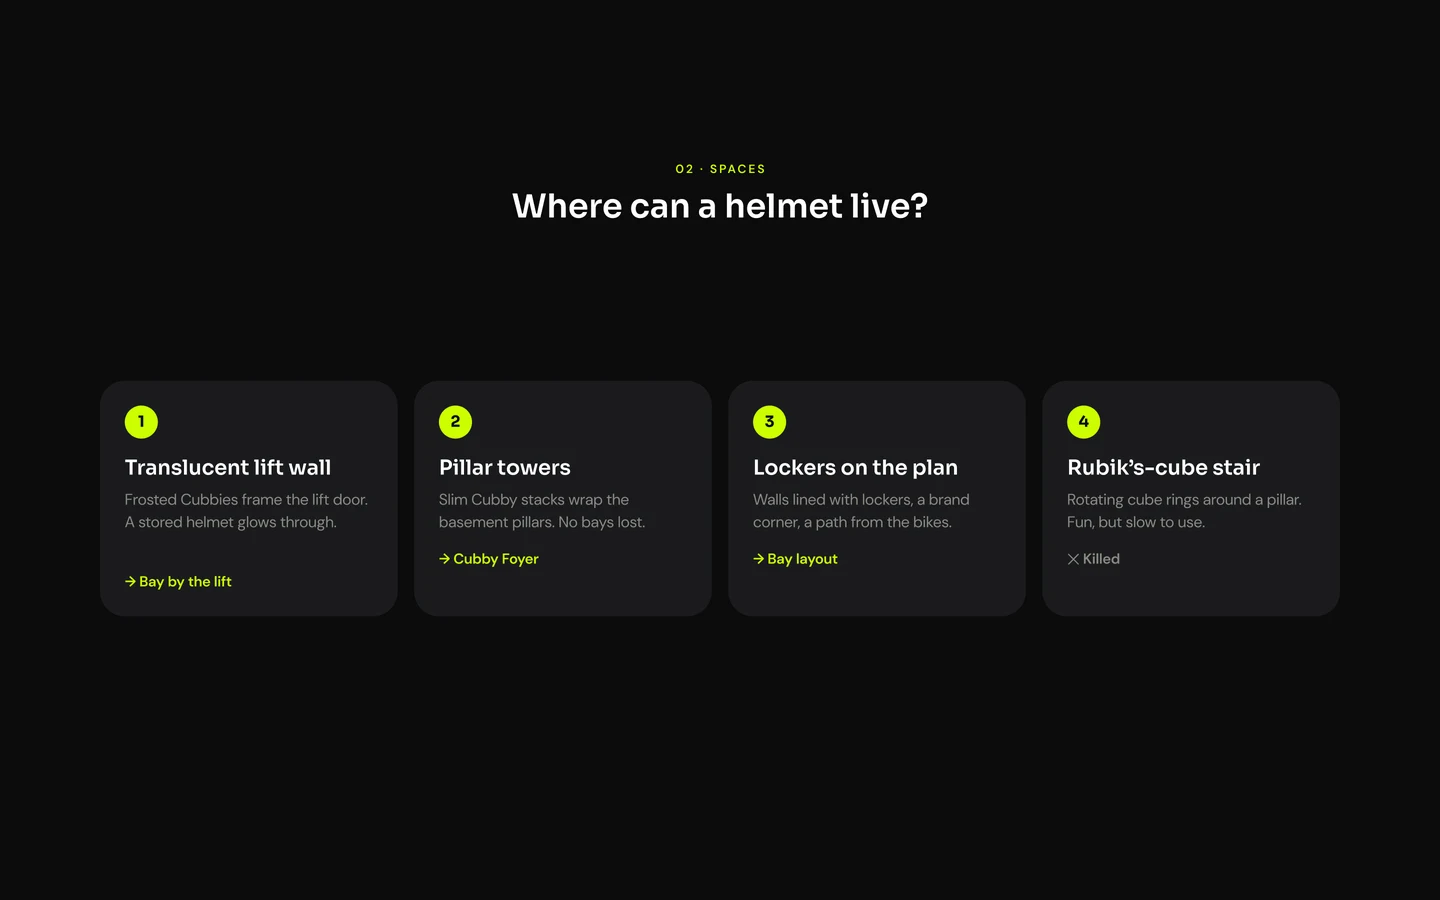 02 · SPACES
Where can a helmet live?
1
Translucent lift wall
Frosted Cubbies frame the lift door.
A stored helmet glows through.
→ Bay by the lift
2
Pillar towers
Slim Cubby stacks wrap the
basement pillars. No bays lost.
→ Cubby Foyer
3
Lockers on the plan
Walls lined with lockers, a brand
corner, a path from the bikes.
→ Bay layout
4
Rubik’s-cube stair
Rotating cube rings around a pillar.
Fun, but slow to use.
× Killed